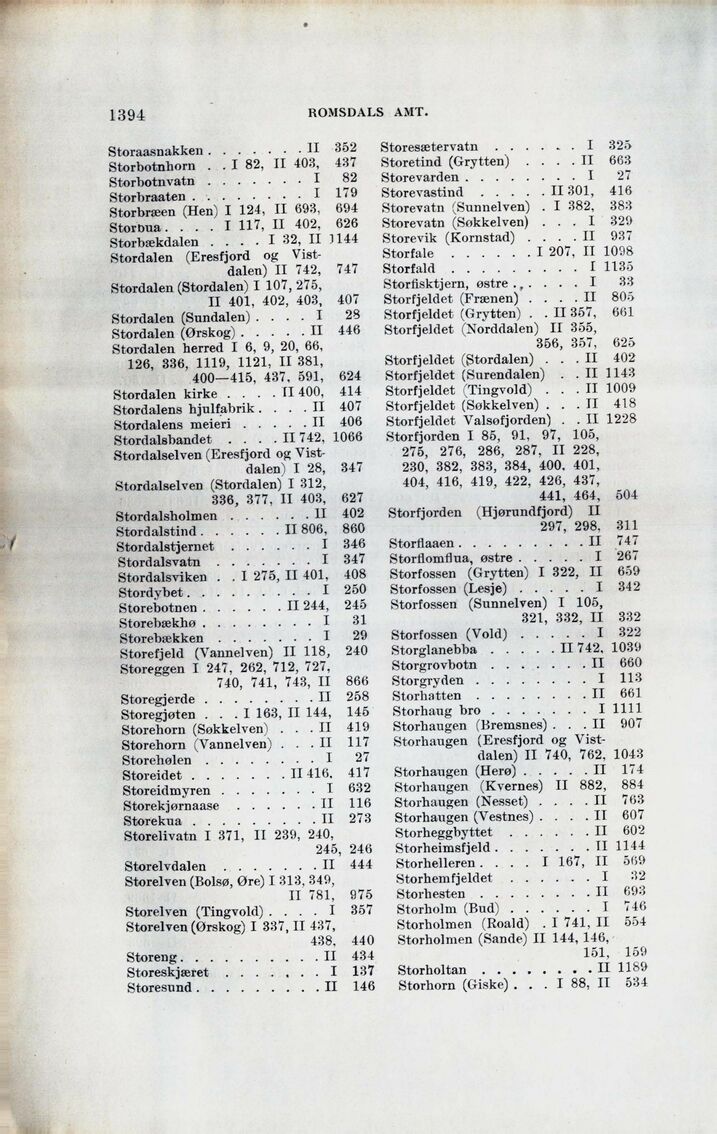 1394
ROMSDALS AMT.
Storaasnakken . . . . . . . II 352
Storbotnhorn . . I 82, II 403, 437
Storbotnvatn . . . . . . . I 82
Storbraaten . . . . . . . . I 179
Storbræen (Hen) I 124, II 693, 694
Storbua . . . . I 117, II 402, 626
Storbækdalen . . . . I 32, II 1144
Stordalen (Eresfjord og Vist-
dalen) II 742, 747
Stordalen (Stordalen) I 107, 275,
II 401, 402, 403, 407
Stordalen (Sundalen) . . . . I 28
Stordalen (Ørskog) . . . . . II 446
Stordalen herred I 6, 9, 20, 66,
126, 336, 1119, 1121, II 381,
400—415, 437, 591, 624
Stordalen kirke . . . . II 400, 414
Stordalens hjulfabrik . . . . II 407
Stordalens meieri . . . . . II 406
Stordalsbandet . . . . II 742, 1066
Stordalselven (Eresfjord og Vist-
dalen) I 28, 347
Stordalselven (Stordalen) I 312,
336, 377, II 403, 627
Stordalsholmen . . . . . . II 402
Stordalstind . . . . . . II 806, 860
Stordalstjernet . . . . . . I 346
Stordalsvatn . . . . . . . I 347
Stordalsviken . . I 275, II 401, 408
Stordybet . . . . . . . . . I 250
Storebotnen . . . . . . II 244, 245
Storebækhø . . . . . . . . I 31
Storebækken . . . . . . . I 29
Storefjeld (Vannelven) II 118, 240
Storeggen I 247, 262, 712, 727,
740, 741, 743, II 866
Storegjerde . . . . . . . . II 258
Storegjøten . . . I 163, II 144, 145
Storehorn (Søkkelven) . . . II 419
Storehorn (Vannelven) . . . II 117
Storehølen . . . . . . . . I 27
Storeidet . . . . . . . II 416, 417
Storeidmyren . . . . . . . I 632
Storekjørnaase . . . . . . II 116
Storekua . . . . . . . . . II 273
Storelivatn I 371, II 239, 240,
245, 246
Storelvdalen . . . . . . . II 444
Storelven (Bolsø, Øre) I 313, 349,
II 781, 975
Storelven (Tingvold) . . . . I 357
Storelven (Ørskog) I 337, II 437,
438, 440
Storeng . . . . . . . . . . II 434
Storeskjæret . . . . . . . I 137
Storesund . . . . . . . . . II 146
Storesætervatn . . . . . . I 325
Storetind (Grytten) . . . . II 663
Storevarden . . . . . . . . I 27
Storevastind . . . . . II 301, 416
Storevatn (Sunnelven) . I 382, 383
Storevatn (Søkkelven) . . . I 329
Storevik (Kornstad) . . . . II 937
Storfale . . . . . . I 207, II 1098
Storfald . . . . . . . . . I 1135
Storfisktjern, østre . . . . . I 33
Storfjeldet (Frænen) . . . . II 805
Storfjeldet (Grytten) . . II 357, 661
Storfjeldet (Norddalen) II 355,
356, 357, 625
Storfjeldet (Stordalen) . . . II 402
Storfjeldet (Surendalen) . . II 1143
Storfjeldet (Tingvold) . . . II 1009
Storfjeldet (Søkkelven) . . . II 418
Storfjeldet Valsøfjorden) . . II 1228
Storfjorden I 85, 91, 97, 105,
275, 276, 286, 287, II 228,
230, 382, 383, 384, 400, 401,
404, 416, 419, 422, 426, 437,
441, 464, 504
Storfjorden (Hjørundfjord) II
297, 298, 311
Storflaaen . . . . . . . . . II 747
Storflomflua, østre . . . . . I 267
Storfossen (Grytten) I 322, II 659
Storfossen (Lesje) . . . . . I 342
Storfossen (Sunnelven) I 105,
321, 332, II 332
Storfossen (Vold) . . . . . I 322
Storglanebba . . . . . II 742, 1039
Storgrovbotn . . . . . . . II 660
Storgryden . . . . . . . . I 113
Storhatten . . . . . . . . II 661
Storhaug bro . . . . . . . I 1111
Storhaugen (Bremsnes) . . . II 907
Storhaugen (Eresfjord og Vist-
dalen) II 740, 762, 1043
Storhaugen (Herø) . . . . . II 174
Storhaugen (Kvernes) II 882, 884
Storhaugen (Nesset) . . . . II 763
Storhaugen (Vestnes) . . . . II 607
Storheggbyttet . . . . . . II 602
Storheimsfjeld . . . . . . . II 1144
Storhelleren . . . . I 167, II 569
Storhemfjeldet . . . . . . I 32
Storhesten . . . . . . . . II 693
Storholm (Bud) . . . . . . I 746
Storholmen (Roald) . I 741, II 554
Storholmen (Sande) II 144, 146,
151, 159
Storholtan . . . . . . . . II 1189
Storhorn (Giske) . . . I 88, II 534